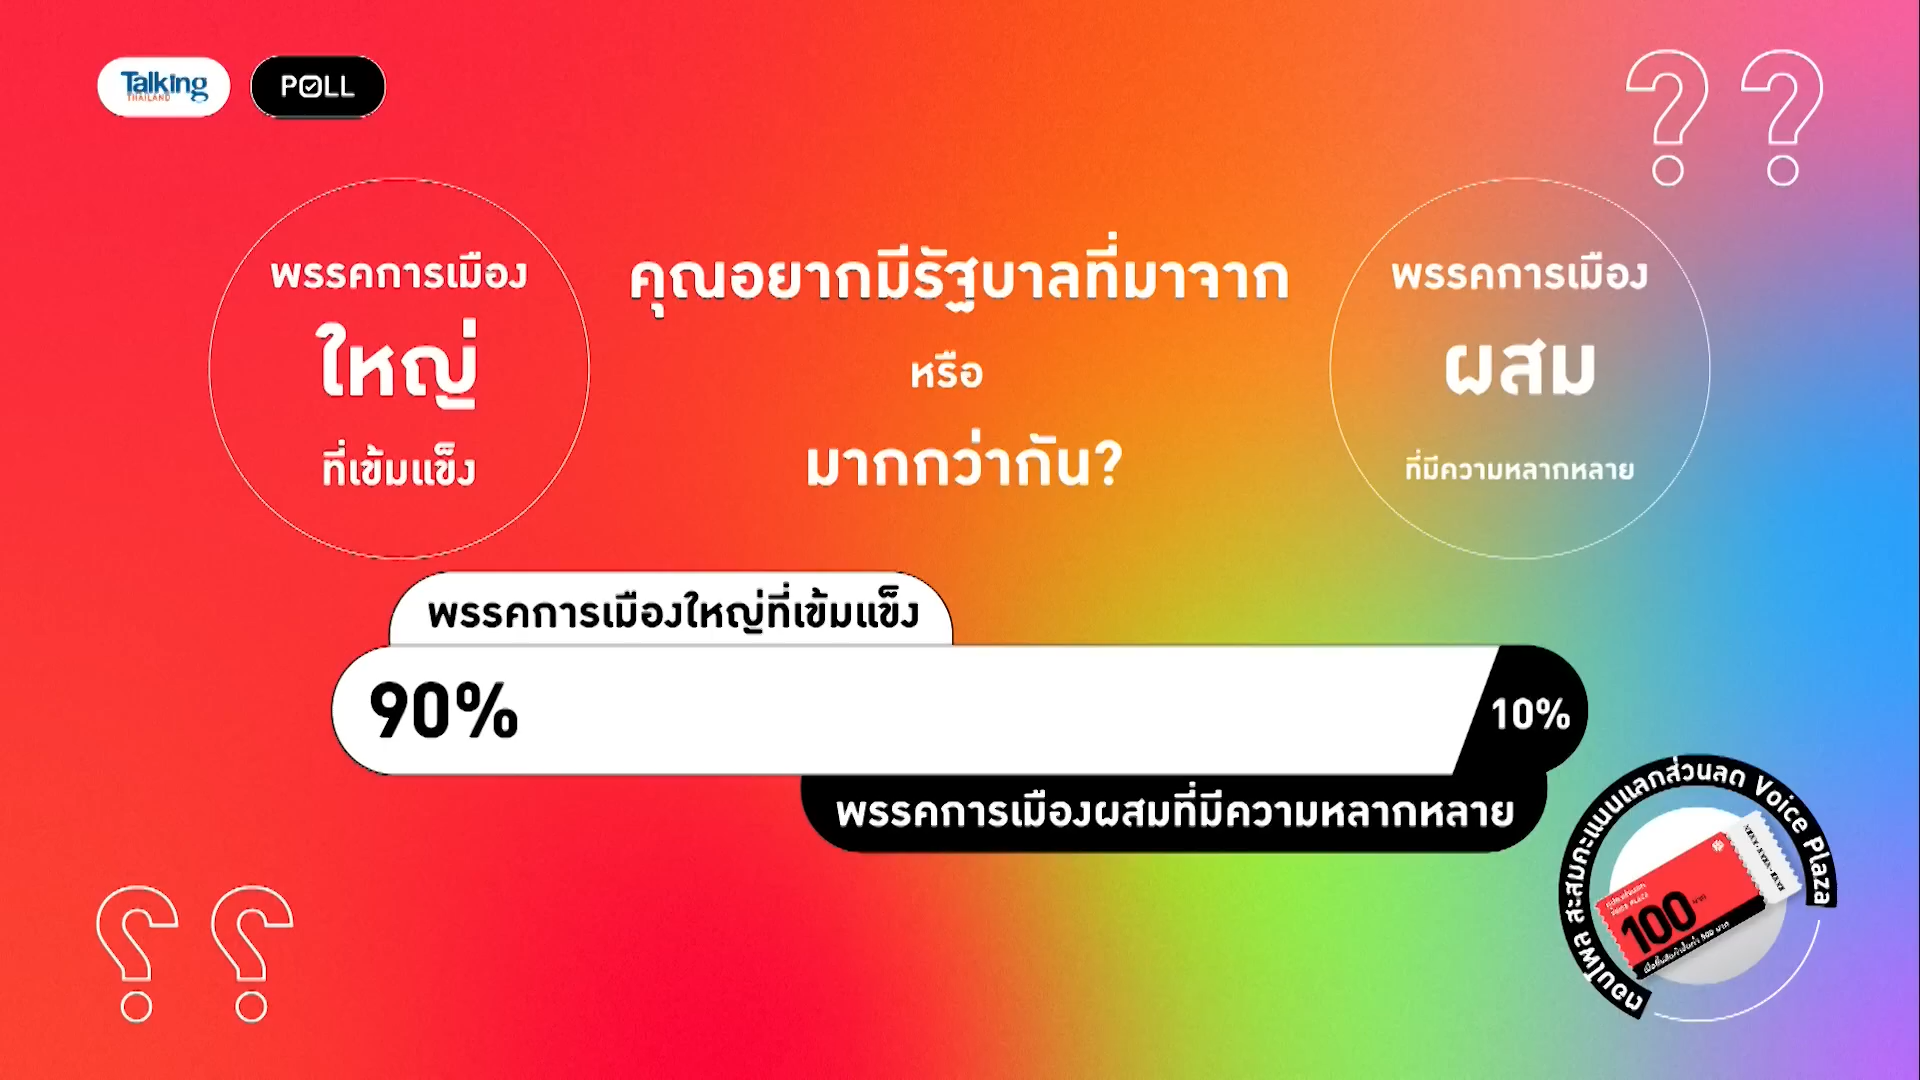 Talking
THAILAND
POLL
พรรคการเมือง
ใหญ่
ที่เข้มแข็ง
คุณอยากมีรัฐบาลที่มาจาก
หรือ
มากกว่ากัน?
พรรคการเมือง
ผสม
ที่มีความหลากหลาย
พรรคการเมืองใหญ่ที่เข้มแข็ง
90%
10%
พรรคการเมืองผสมที่มีความหลากหลาย
ตอบโพล สะสมคะแนนแลกส่วนลด Voice Plaza
100